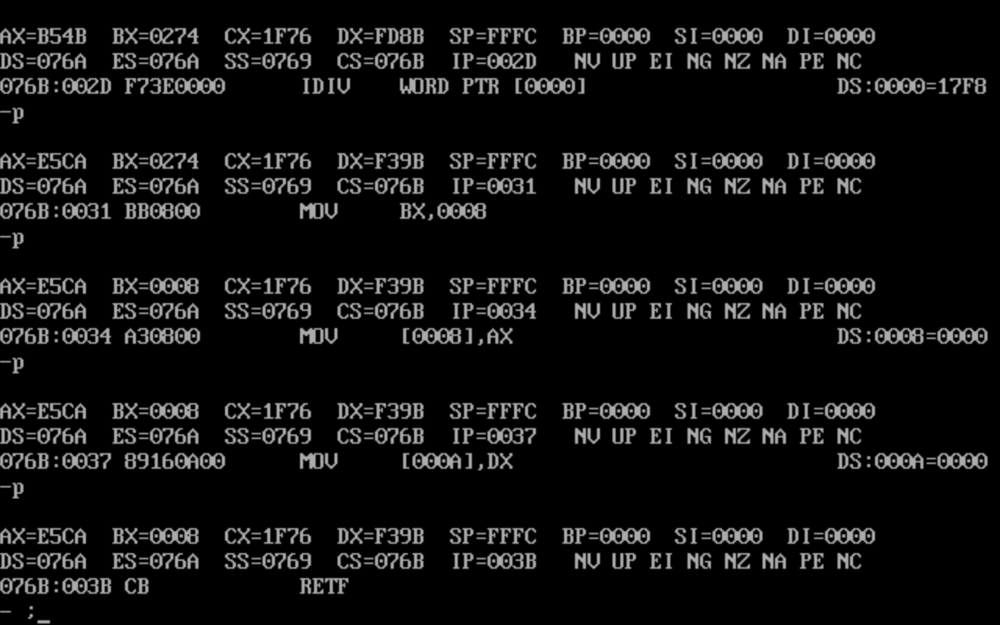 AX=B54B  BX=0274  CX=1F76  DX=FD8B  SP=FFFC  BP=0000  SI=0000  DI=0000
DS=076A  ES=076A  SS=0769  CS=076B  IP=002D   NV UP EI NG NZ NA PE NC
076B:002D F73E0000      IDIV    WORD PTR [0000]                    DS:0000=17F8
-p
AX=E5CA  BX=0274  CX=1F76  DX=F39B  SP=FFFC  BP=0000  SI=0000  DI=0000
DS=076A  ES=076A  SS=0769  CS=076B  IP=0031   NV UP EI NG NZ NA PE NC
076B:0031 BB0800        MOV     BX,0008
-p
AX=E5CA  BX=0008  CX=1F76  DX=F39B  SP=FFFC  BP=0000  SI=0000  DI=0000
DS=076A  ES=076A  SS=0769  CS=076B  IP=0034   NV UP EI NG NZ NA PE NC
076B:0034 A30800        MOV     [0008],AX                          DS:0008=0000
-p
AX=E5CA  BX=0008  CX=1F76  DX=F39B  SP=FFFC  BP=0000  SI=0000  DI=0000
DS=076A  ES=076A  SS=0769  CS=076B  IP=0037   NV UP EI NG NZ NA PE NC
076B:0037 89160A00      MOV     [000A],DX                          DS:000A=0000
-p
AX=E5CA  BX=0008  CX=1F76  DX=F39B  SP=FFFC  BP=0000  SI=0000  DI=0000
DS=076A  ES=076A  SS=0769  CS=076B  IP=003B   NV UP EI NG NZ NA PE NC
076B:003B CB            RETF
- ;_